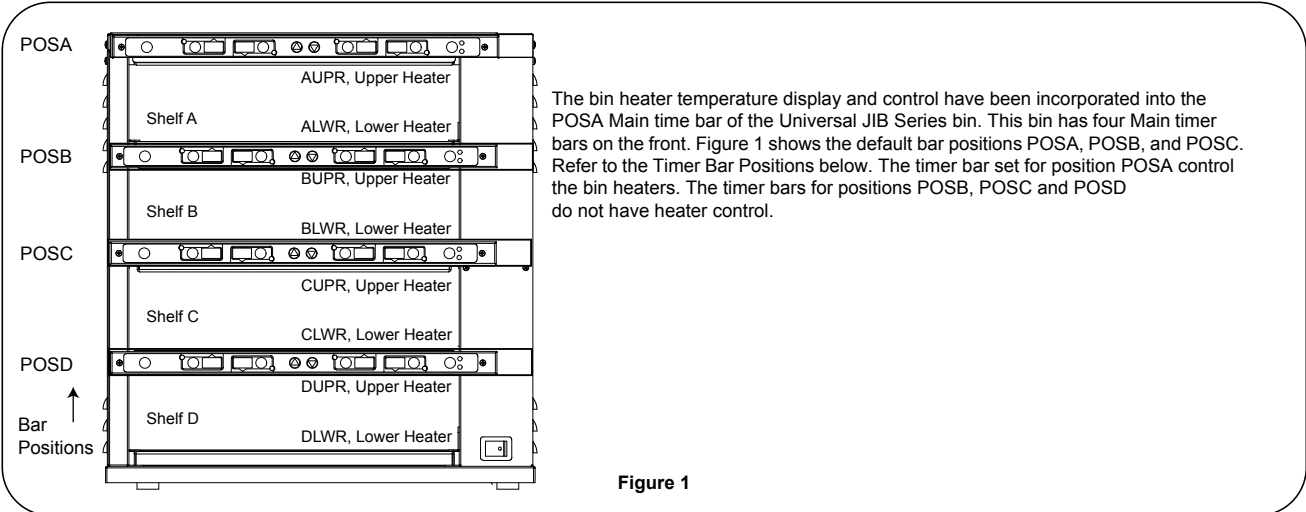 POSA
AUPR, Upper Heater
Shelf A
ALWR, Lower Heater
POSB
BUPR, Upper Heater
Shelf B
BLWR, Lower Heater
POSC
CUPR, Upper Heater
Shelf C
CLWR, Lower Heater
POSD
DUPR, Upper Heater
Shelf D
DLWR, Lower Heater
Bar
Positions
The bin heater temperature display and control have been incorporated into the
POSA Main time bar of the Universal JIB Series bin. This bin has four Main timer
bars on the front. Figure 1 shows the default bar positions POSA, POSB, and POSC.
Refer to the Timer Bar Positions below. The timer bar set for position POSA control
the bin heaters. The timer bars for positions POSB, POSC and POSD
do not have heater control.
Figure 1